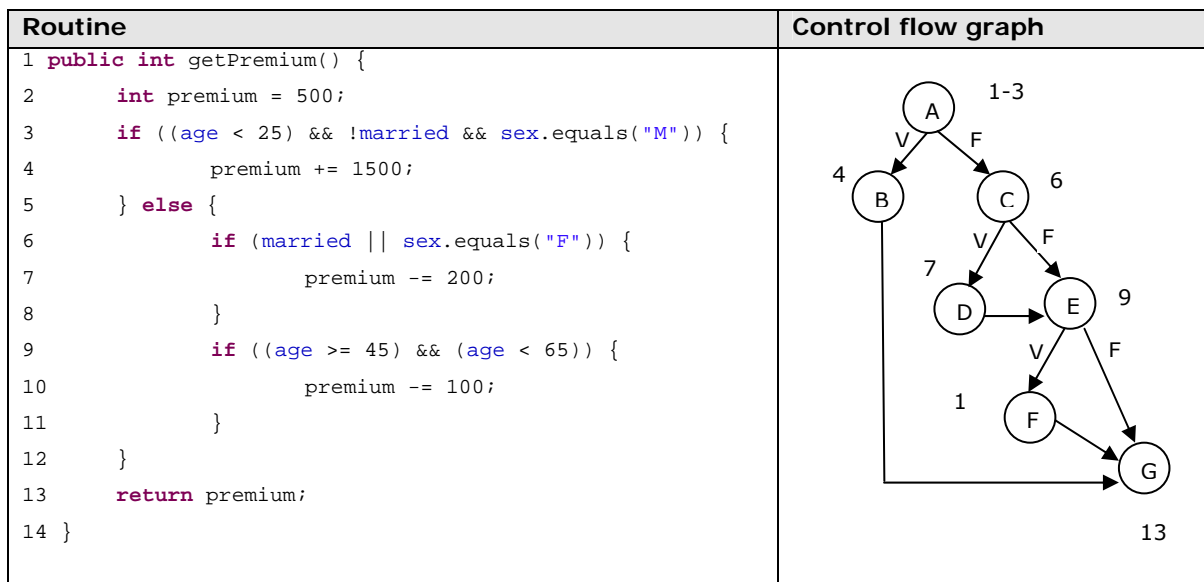 Routine
Control flow graph
1 public int getPremium() {
2 int premium = 500;
3 if ((age < 25) && !married && sex.equals("M")) {
4 premium += 1500;
5 } else {
6 if (married || sex.equals("F")) {
7 premium -= 200;
8 }
9 if ((age >= 45) && (age < 65)) {
10 premium -= 100;
11 }
12 }
13 return premium;
14 }
A 1-3
V F
4 B C 6
V F
7 D E 9
V F
1 F
G
13